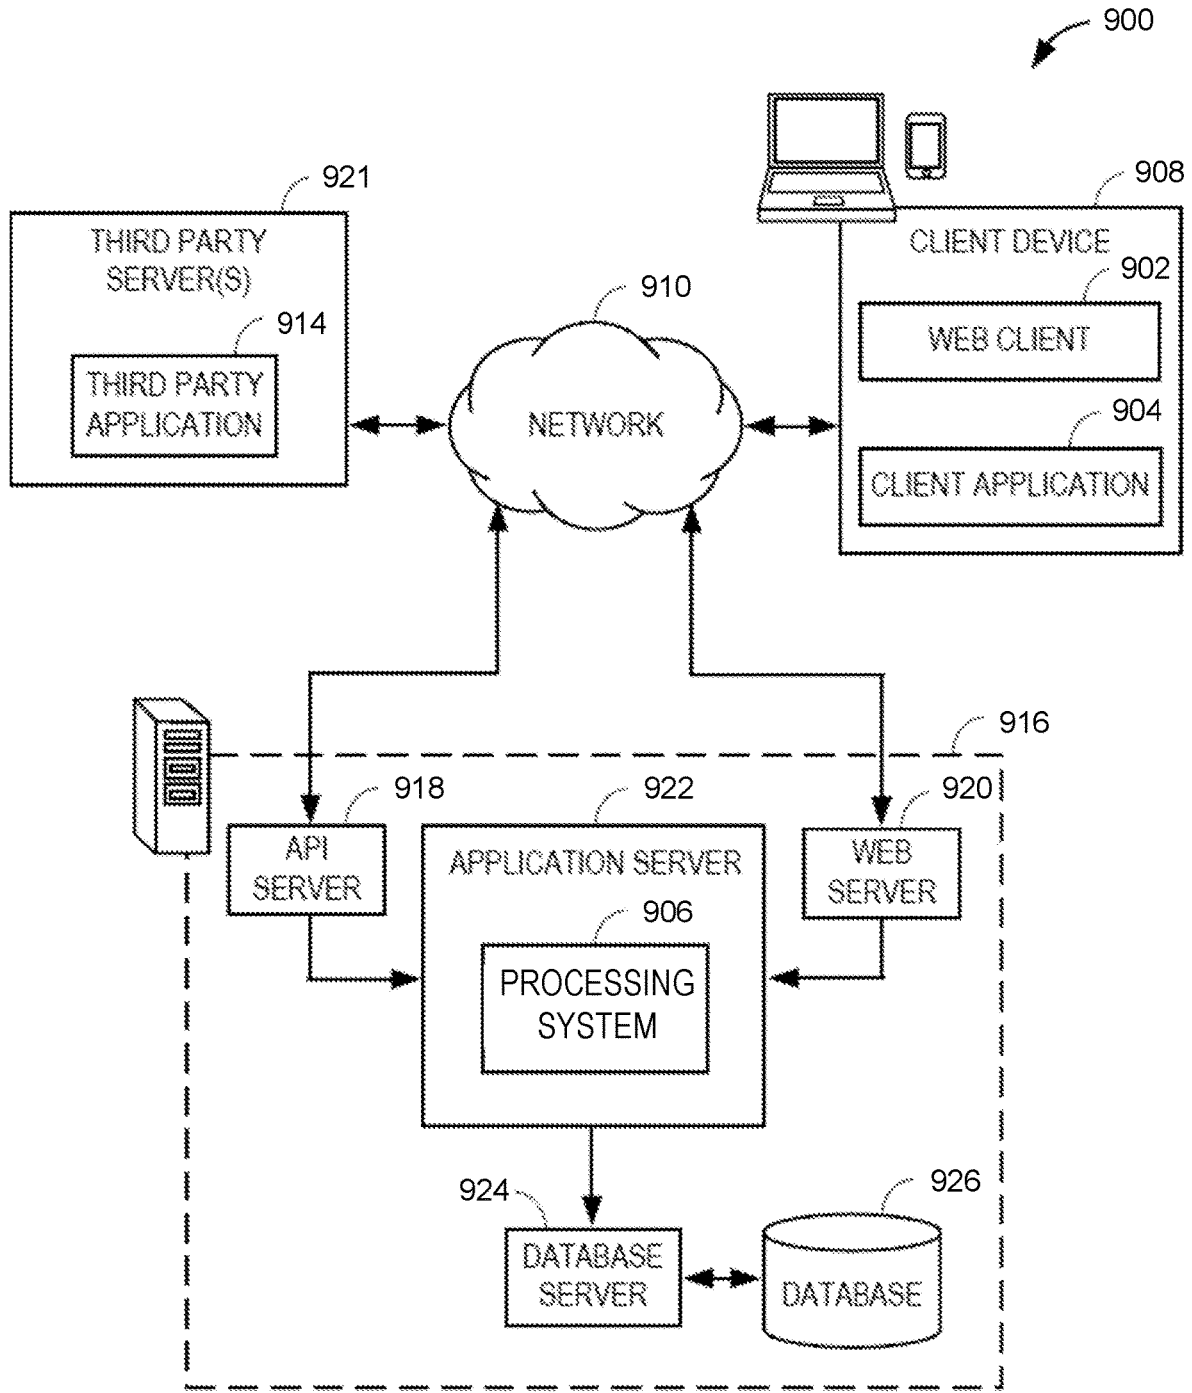 900
921
THIRD PARTY
SERVER(S)
914
THIRD PARTY
APPLICATION
910
NETWORK
908
CLIENT DEVICE
902
WEB CLIENT
904
CLIENT APPLICATION
916
918
API
SERVER
922
APPLICATION SERVER
906
PROCESSING
SYSTEM
920
WEB
SERVER
924
DATABASE
SERVER
926
DATABASE